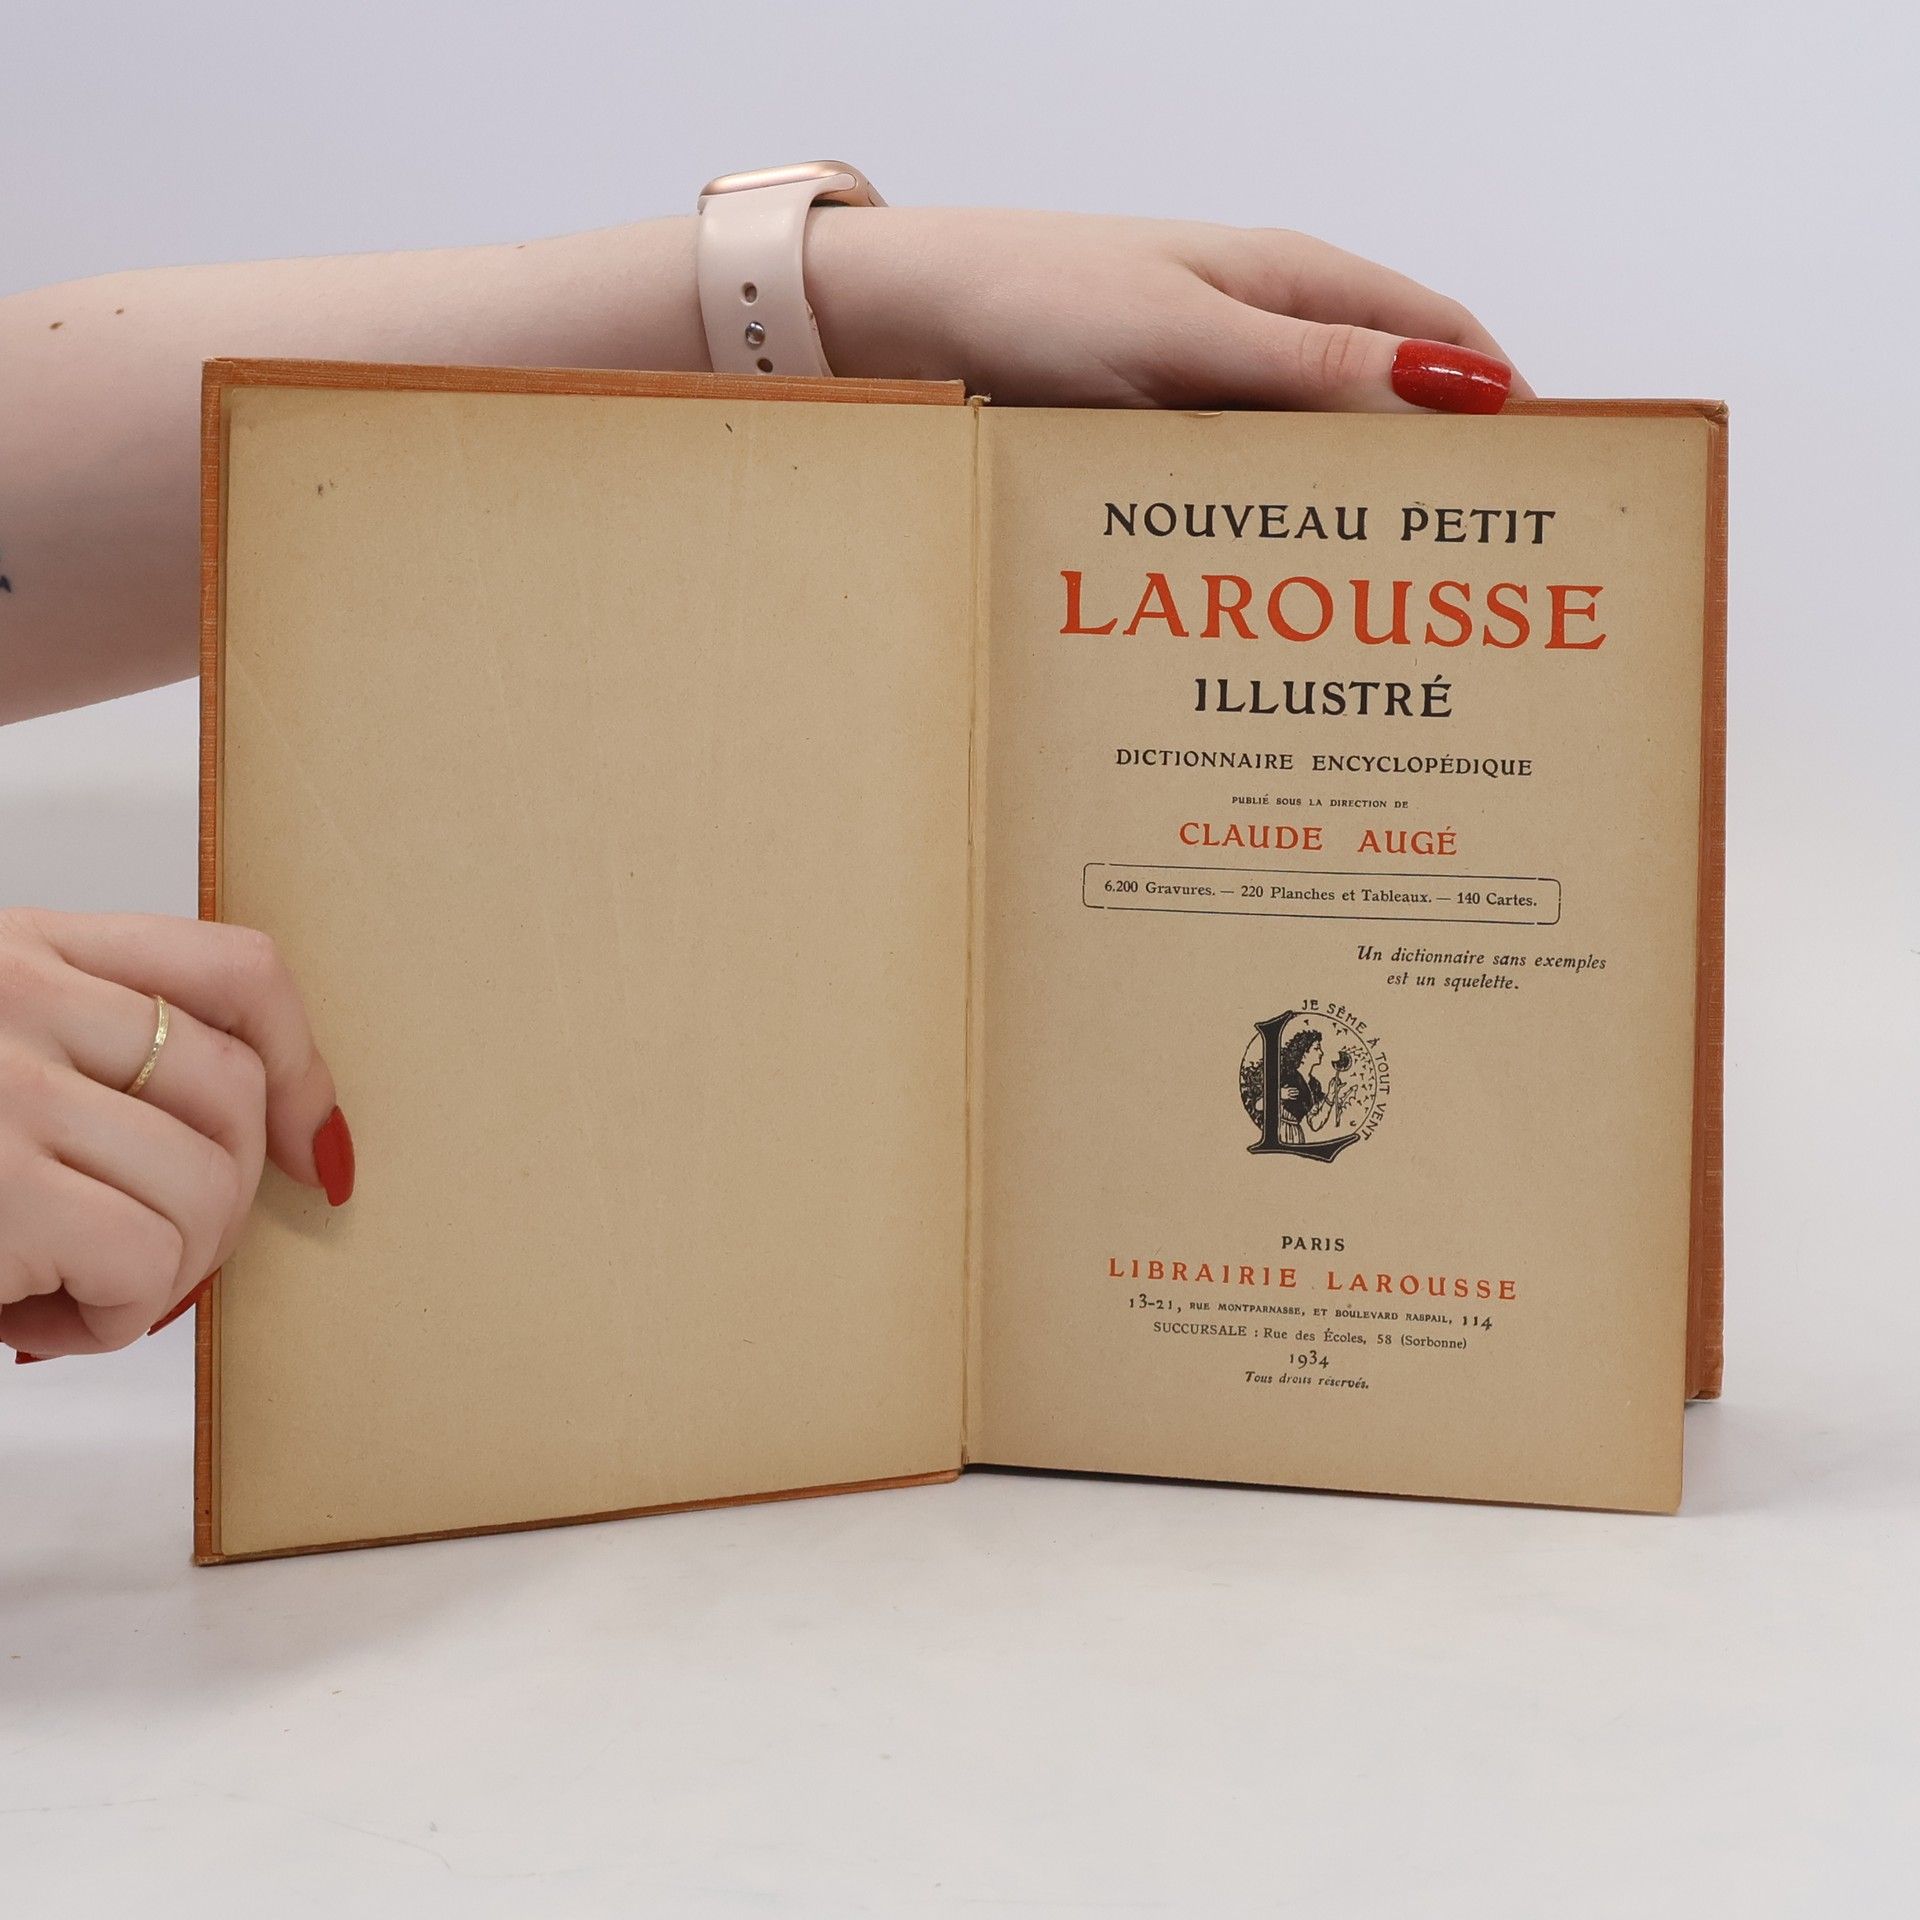 NOUVEAU PETIT
LAROUSSE
ILLUSTRÉ
DICTIONNAIRE ENCYCLOPÉDIQUE
PUBLIÉ SOUS LA DIRECTION DE
CLAUDE AUGÉ
6.200 Gravures. — 220 Planches et Tableaux. — 140 Cartes.
Un dictionnaire sans exemples
est un squelette.
JE SÈME À TOUT VENT
L
PARIS
LIBRAIRIE LAROUSSE
13-21, RUE MONTPARNASSE, ET BOULEVARD RASPAIL, 114
SUCCURSALE : Rue des Écoles, 58 (Sorbonne)
1934
Tous droits réservés.